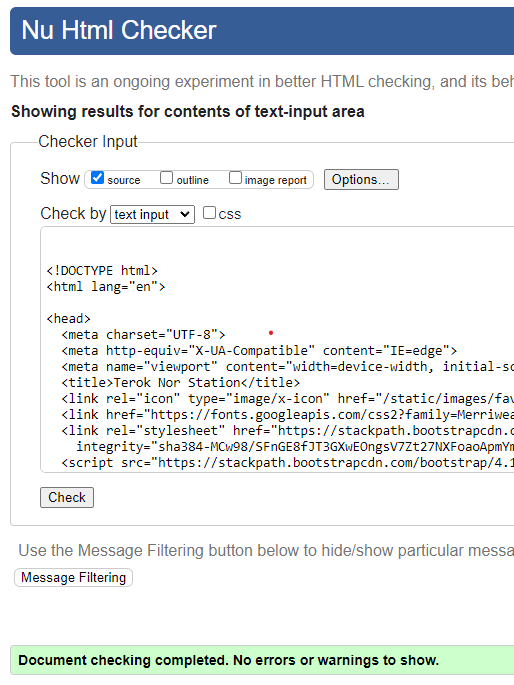 Nu Html Checker
This tool is an ongoing experiment in better HTML checking, and its beh
Showing results for contents of text-input area
Checker Input
Show source outline image report Options...
Check by text input css
<!DOCTYPE html>
<html lang="en">
<head>
<meta charset="UTF-8">
<meta http-equiv="X-UA-Compatible" content="IE=edge">
<meta name="viewport" content="width=device-width, initial-sc
<title>Terok Nor Station</title>
<link rel="icon" type="image/x-icon" href="/static/images/fav
<link href="https://fonts.googleapis.com/css2?family=Merriwea
<link rel="stylesheet" href="https://stackpath.bootstrapcdn.c
integrity="sha384-MCw98/SFnGE8fJT3GXwEOngsV7Zt27NXFoaoApmYm
<script src="https://stackpath.bootstrapcdn.com/bootstrap/4.1
Check
Use the Message Filtering button below to hide/show particular messa
Message Filtering
Document checking completed. No errors or warnings to show.